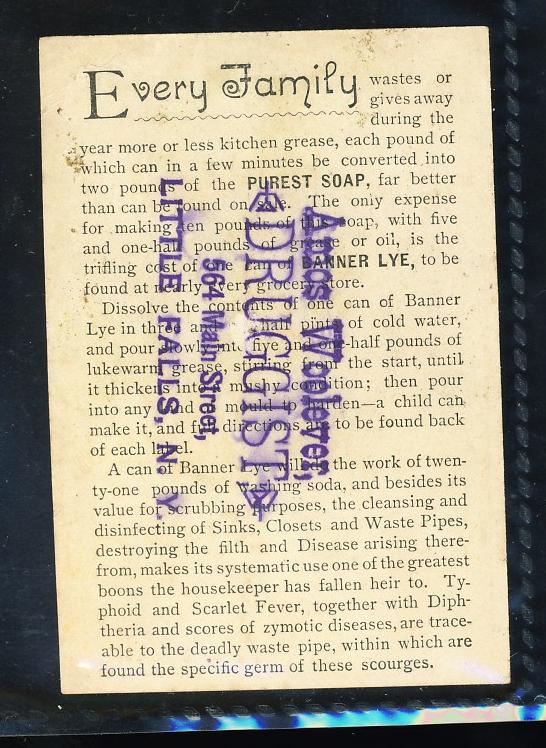 Every Family wastes or
gives away
during the
year more or less kitchen grease, each pound of
which can in a few minutes be converted into
two pounds of the PUREST SOAP, far better
than can be found on sale. The only expense
for making ten pounds of this soap, with five
and one-half pounds of grease or oil, is the
trifling cost of one can of BANNER LYE, to be
found at nearly every grocery store.
Dissolve the contents of one can of Banner
Lye in three and half pints of cold water,
and pour slowly into five and one-half pounds of
lukewarm grease, stirring from the start, until
it thickens into a mushy condition; then pour
into any kind of mould to harden—a child can
make it, and full directions are to be found back
of each label.
A can of Banner Lye will do the work of twen-
ty-one pounds of washing soda, and besides its
value for scrubbing purposes, the cleansing and
disinfecting of Sinks, Closets and Waste Pipes,
destroying the filth and Disease arising there-
from, makes its systematic use one of the greatest
boons the housekeeper has fallen heir to. Ty-
phoid and Scarlet Fever, together with Diph-
theria and scores of zymotic diseases, are trace-
able to the deadly waste pipe, within which are
found the specific germ of these scourges.
Amos Wolever,
DRUGGIST
564 Main Street,
LITTLE FALLS, N. Y.